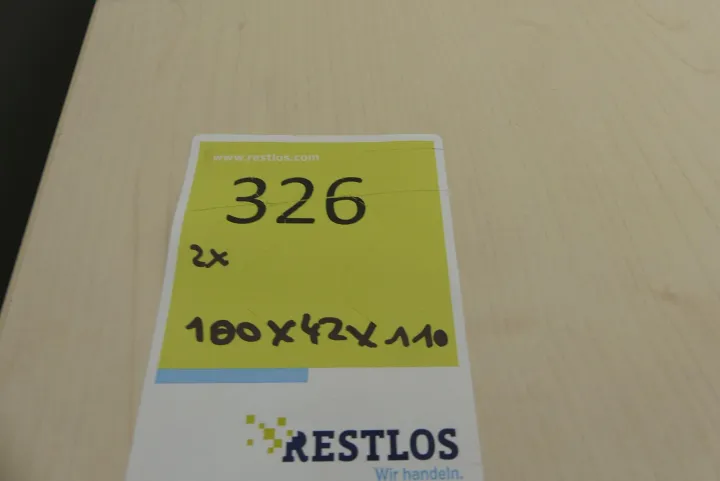 www.restlos.com
326
2x
100x42x110
RESTLOS
Wir handeln.